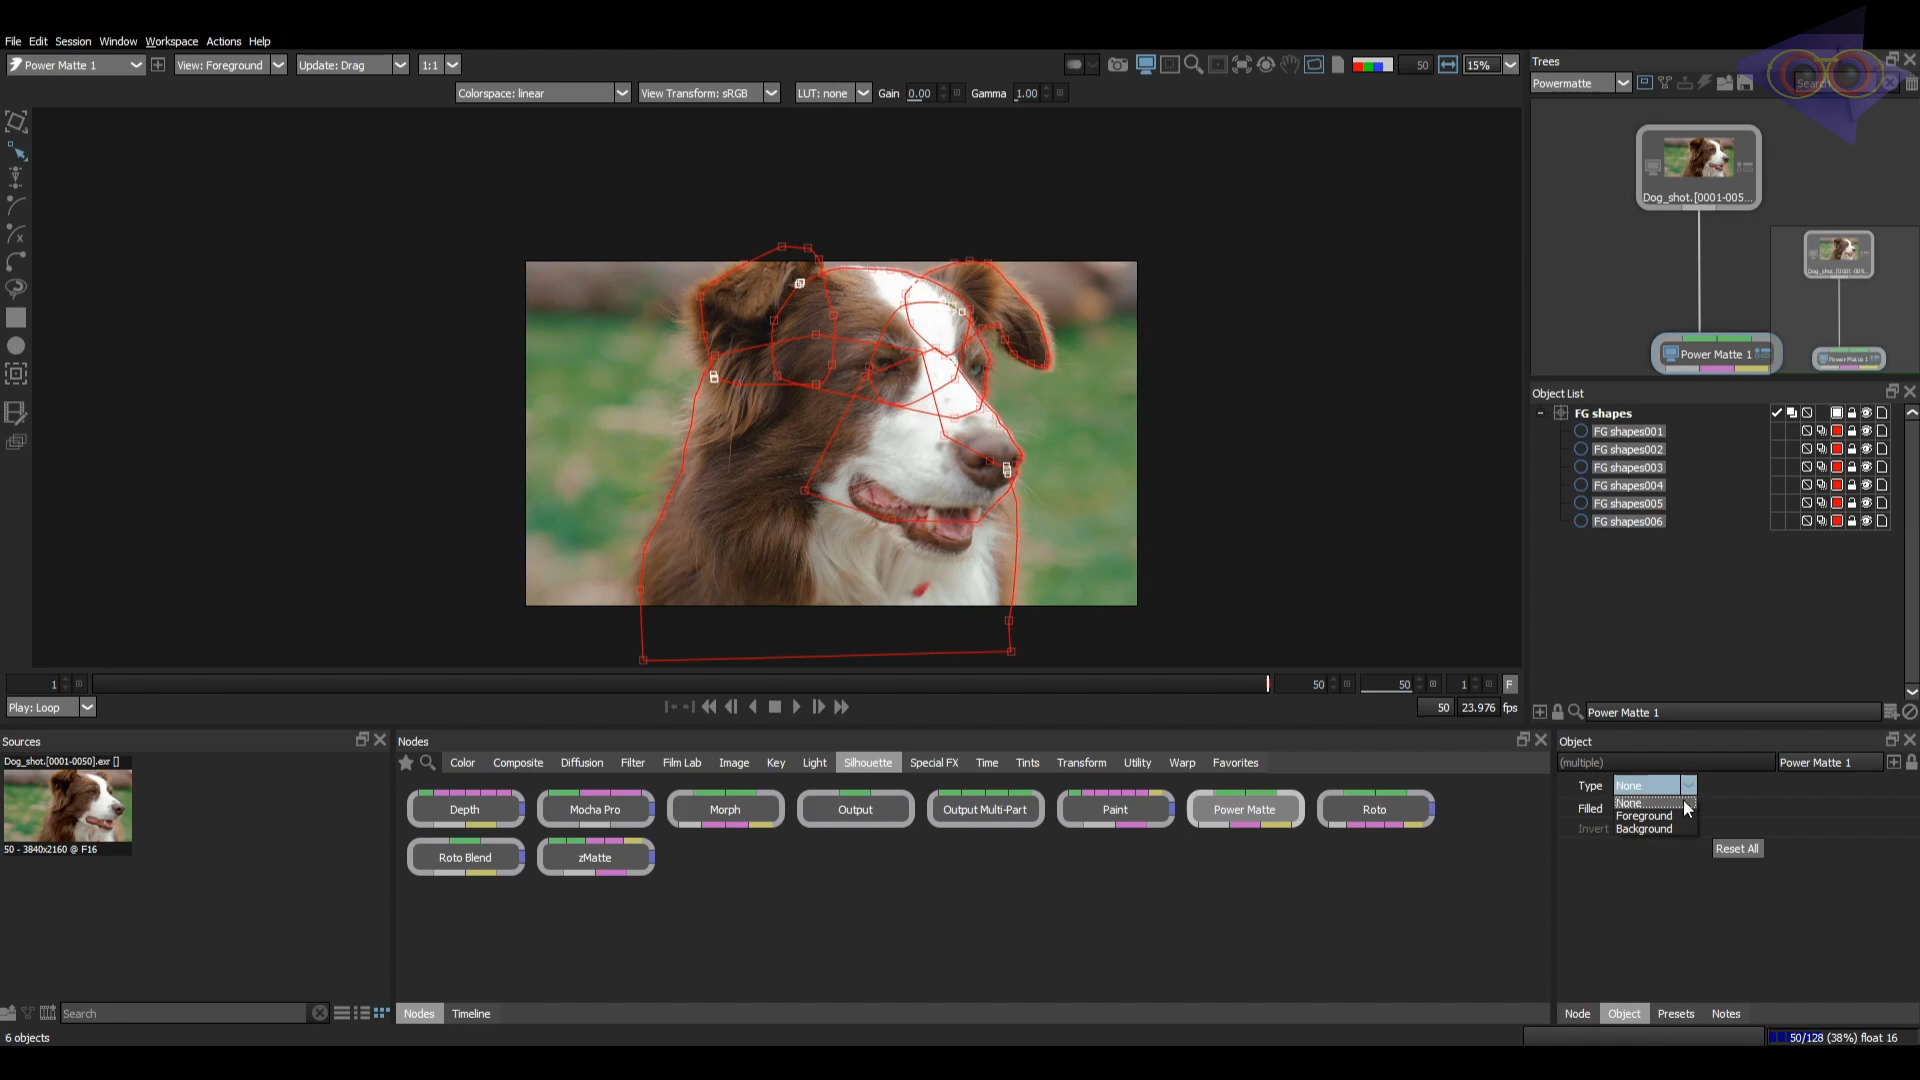 File Edit Session Window Workspace Actions Help
Power Matte 1 View: Foreground Update: Drag 1:1 50 15%
Colorspace: linear View Transform: sRGB LUT: none Gain 0.00 Gamma 1.00
Trees
Powermatte Search
Dog_shot.[0001-005...
Power Matte 1
Power Matte 1
Object List
FG shapes
FG shapes001
FG shapes002
FG shapes003
FG shapes004
FG shapes005
FG shapes006
1 50 50 1 F
Play: Loop 50 23.976 fps
Power Matte 1
Sources
Dog_shot.[0001-0050].exr []
50 - 3840x2160 @ F16
Search
Nodes
Color Composite Diffusion Filter Film Lab Image Key Light Silhouette Special FX Time Tints Transform Utility Warp Favorites
Depth Mocha Pro Morph Output Output Multi-Part Paint Power Matte Roto
Roto Blend zMatte
Nodes Timeline
Object
(multiple) Power Matte 1
Type None
None
Filled Foreground
Invert Background
Reset All
Node Object Presets Notes
6 objects 50/128 (38%) float 16